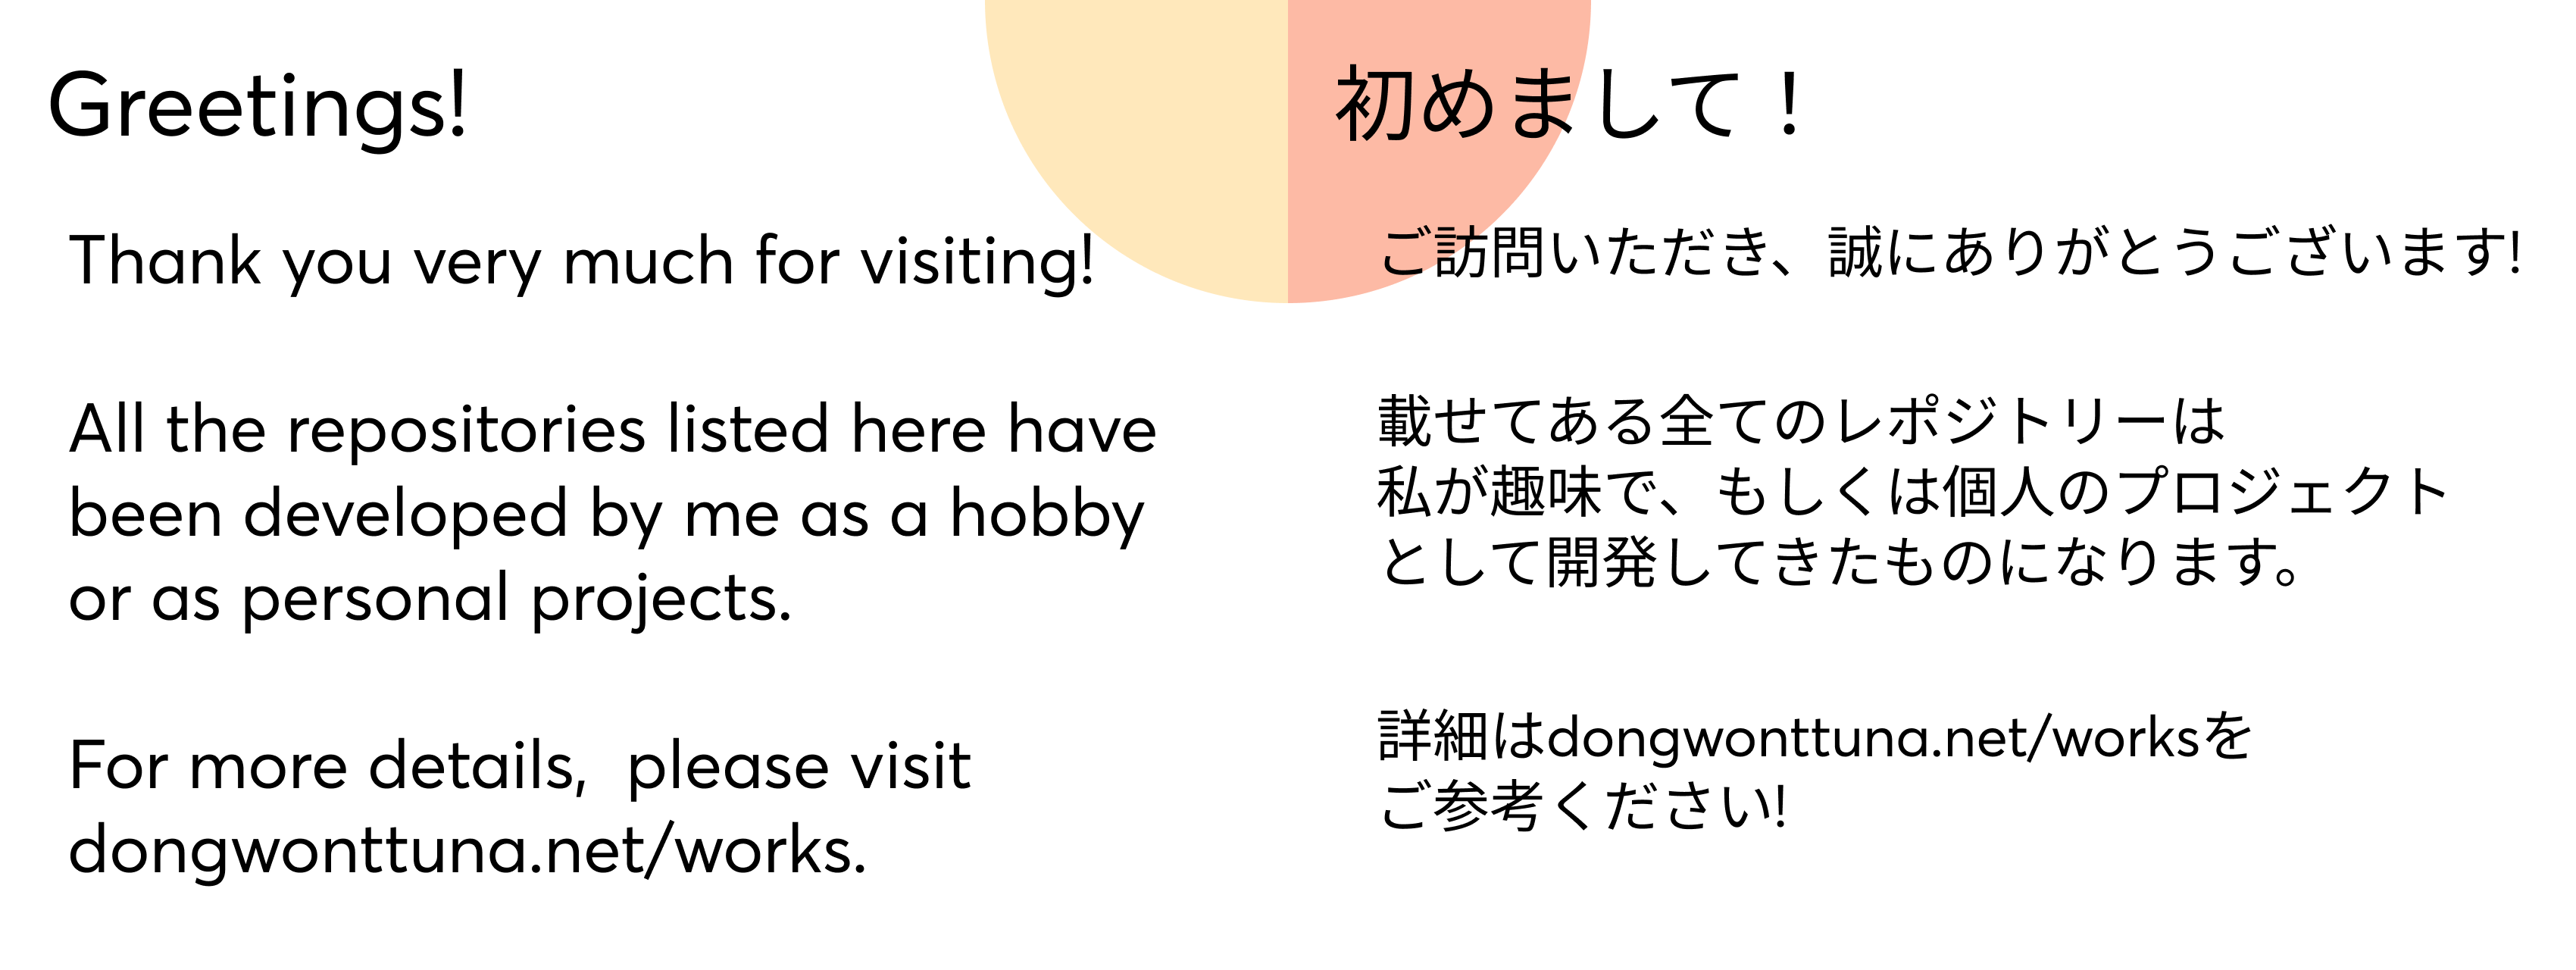 Greetings!
Thank you very much for visiting!
All the repositories listed here have
been developed by me as a hobby
or as personal projects.
For more details,  please visit
dongwonttuna.net/works.
初めまして！
ご訪問いただき、誠にありがとうございます!
載せてある全てのレポジトリーは
私が趣味で、もしくは個人のプロジェクト
として開発してきたものになります。
詳細はdongwonttuna.net/worksを
ご参考ください!